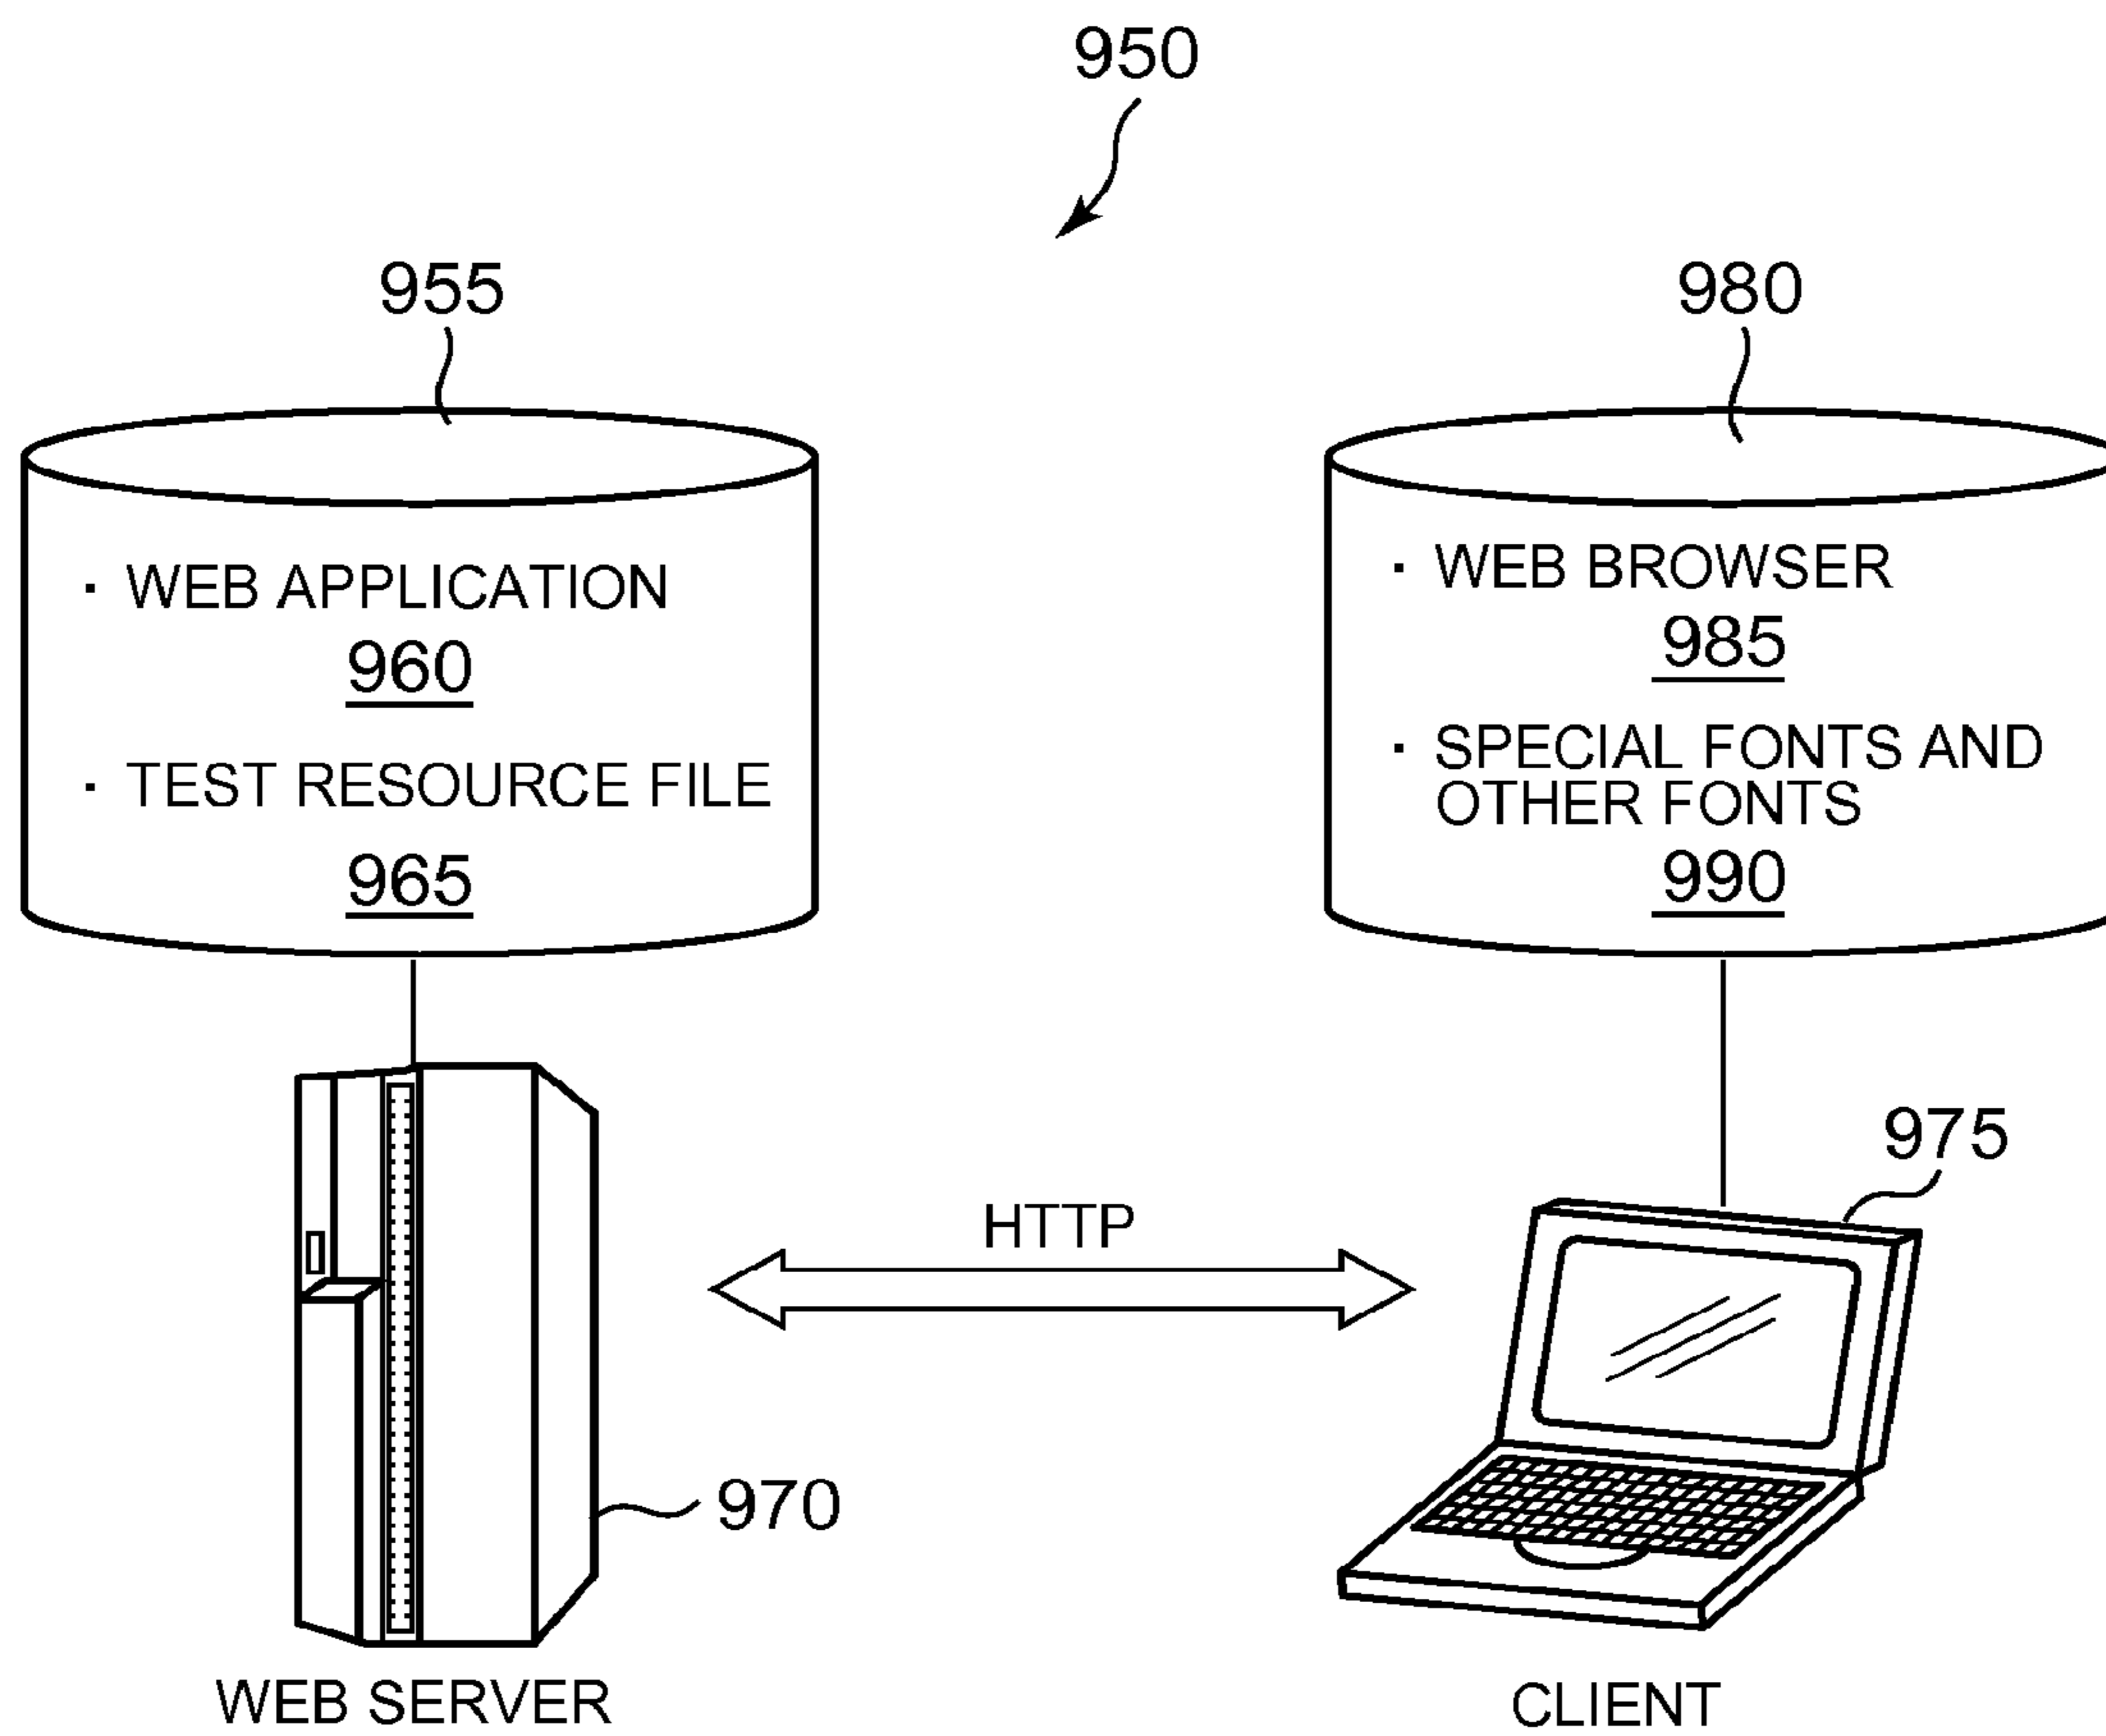 950
955
980
· WEB APPLICATION
960
· TEST RESOURCE FILE
965
· WEB BROWSER
985
· SPECIAL FONTS AND
OTHER FONTS
990
975
HTTP
970
WEB SERVER
CLIENT